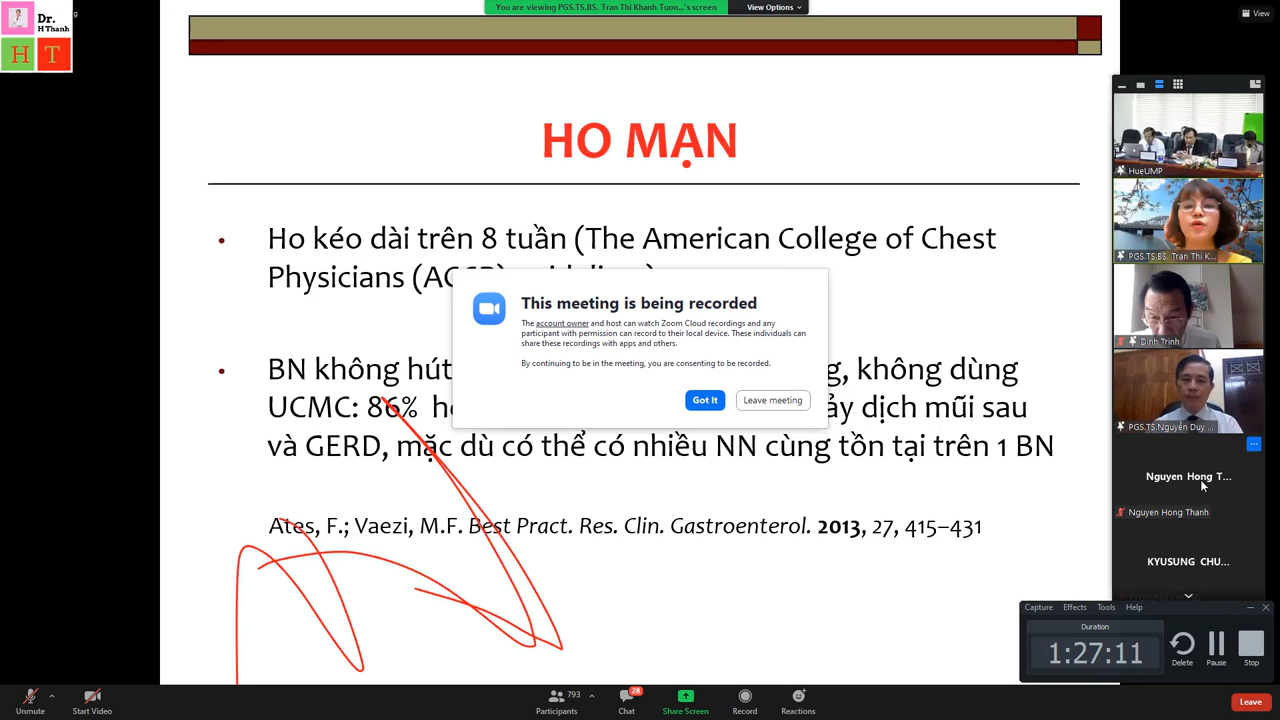 Dr.
H Thanh
H T
You are viewing PGS.TS.BS. Tran Thi Khanh Tuon...'s screen
View Options
View
HO MẠN
Ho kéo dài trên 8 tuần (The American College of Chest
Physicians
BN không hút
g, không dùng
UCMC: 86%
ảy dịch mũi sau
và GERD, mặc dù có thể có nhiều NN cùng tồn tại trên 1 BN
Ates, F.; Vaezi, M.F. Best Pract. Res. Clin. Gastroenterol. 2013, 27, 415–431
This meeting is being recorded
The account owner and host can watch Zoom Cloud recordings and any
participant with permission can record to their local device. These individuals can
share these recordings with apps and others.
By continuing to be in the meeting, you are consenting to be recorded.
Got It
Leave meeting
HueUMP
PGS.TS.BS. Tran Thi K...
Dinh Trinh
PGS.TS.Nguyễn Duy ...
Nguyen Hong T...
Nguyen Hong Thanh
KYUSUNG CHU...
Capture Effects Tools Help
Duration
1:27:11
Delete
Pause
Stop
Unmute
Start Video
793
Participants
28
Chat
Share Screen
Record
Reactions
Leave